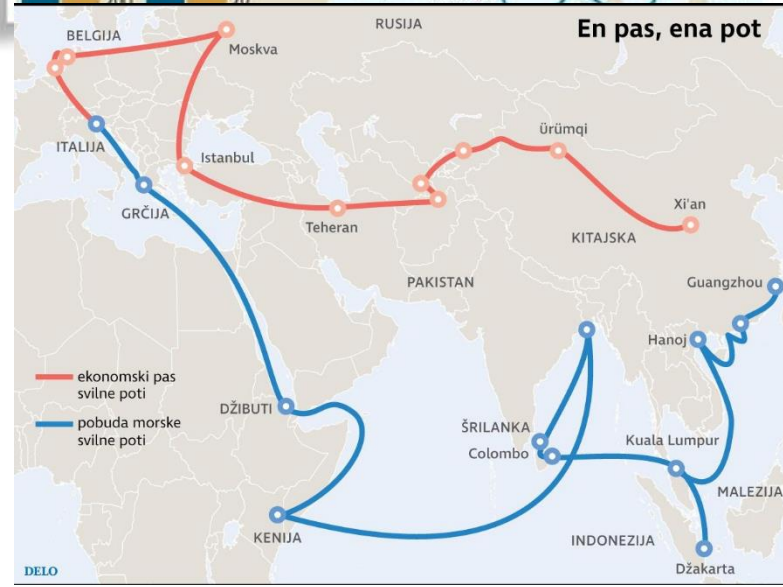 En pas, ena pot
RUSIJA
BELGIJA
Moskva
ITALIJA
GRČIJA
Istanbul
Teheran
ürümqi
Xi'an
KITAJSKA
PAKISTAN
Guangzhou
Hanoj
ekonomski pas
svilne poti
pobuda morske
svilne poti
DŽIBUTI
ŠRILANKA
Colombo
Kuala Lumpur
MALEZIJA
KENIJA
INDONEZIJA
Džakarta
DELO